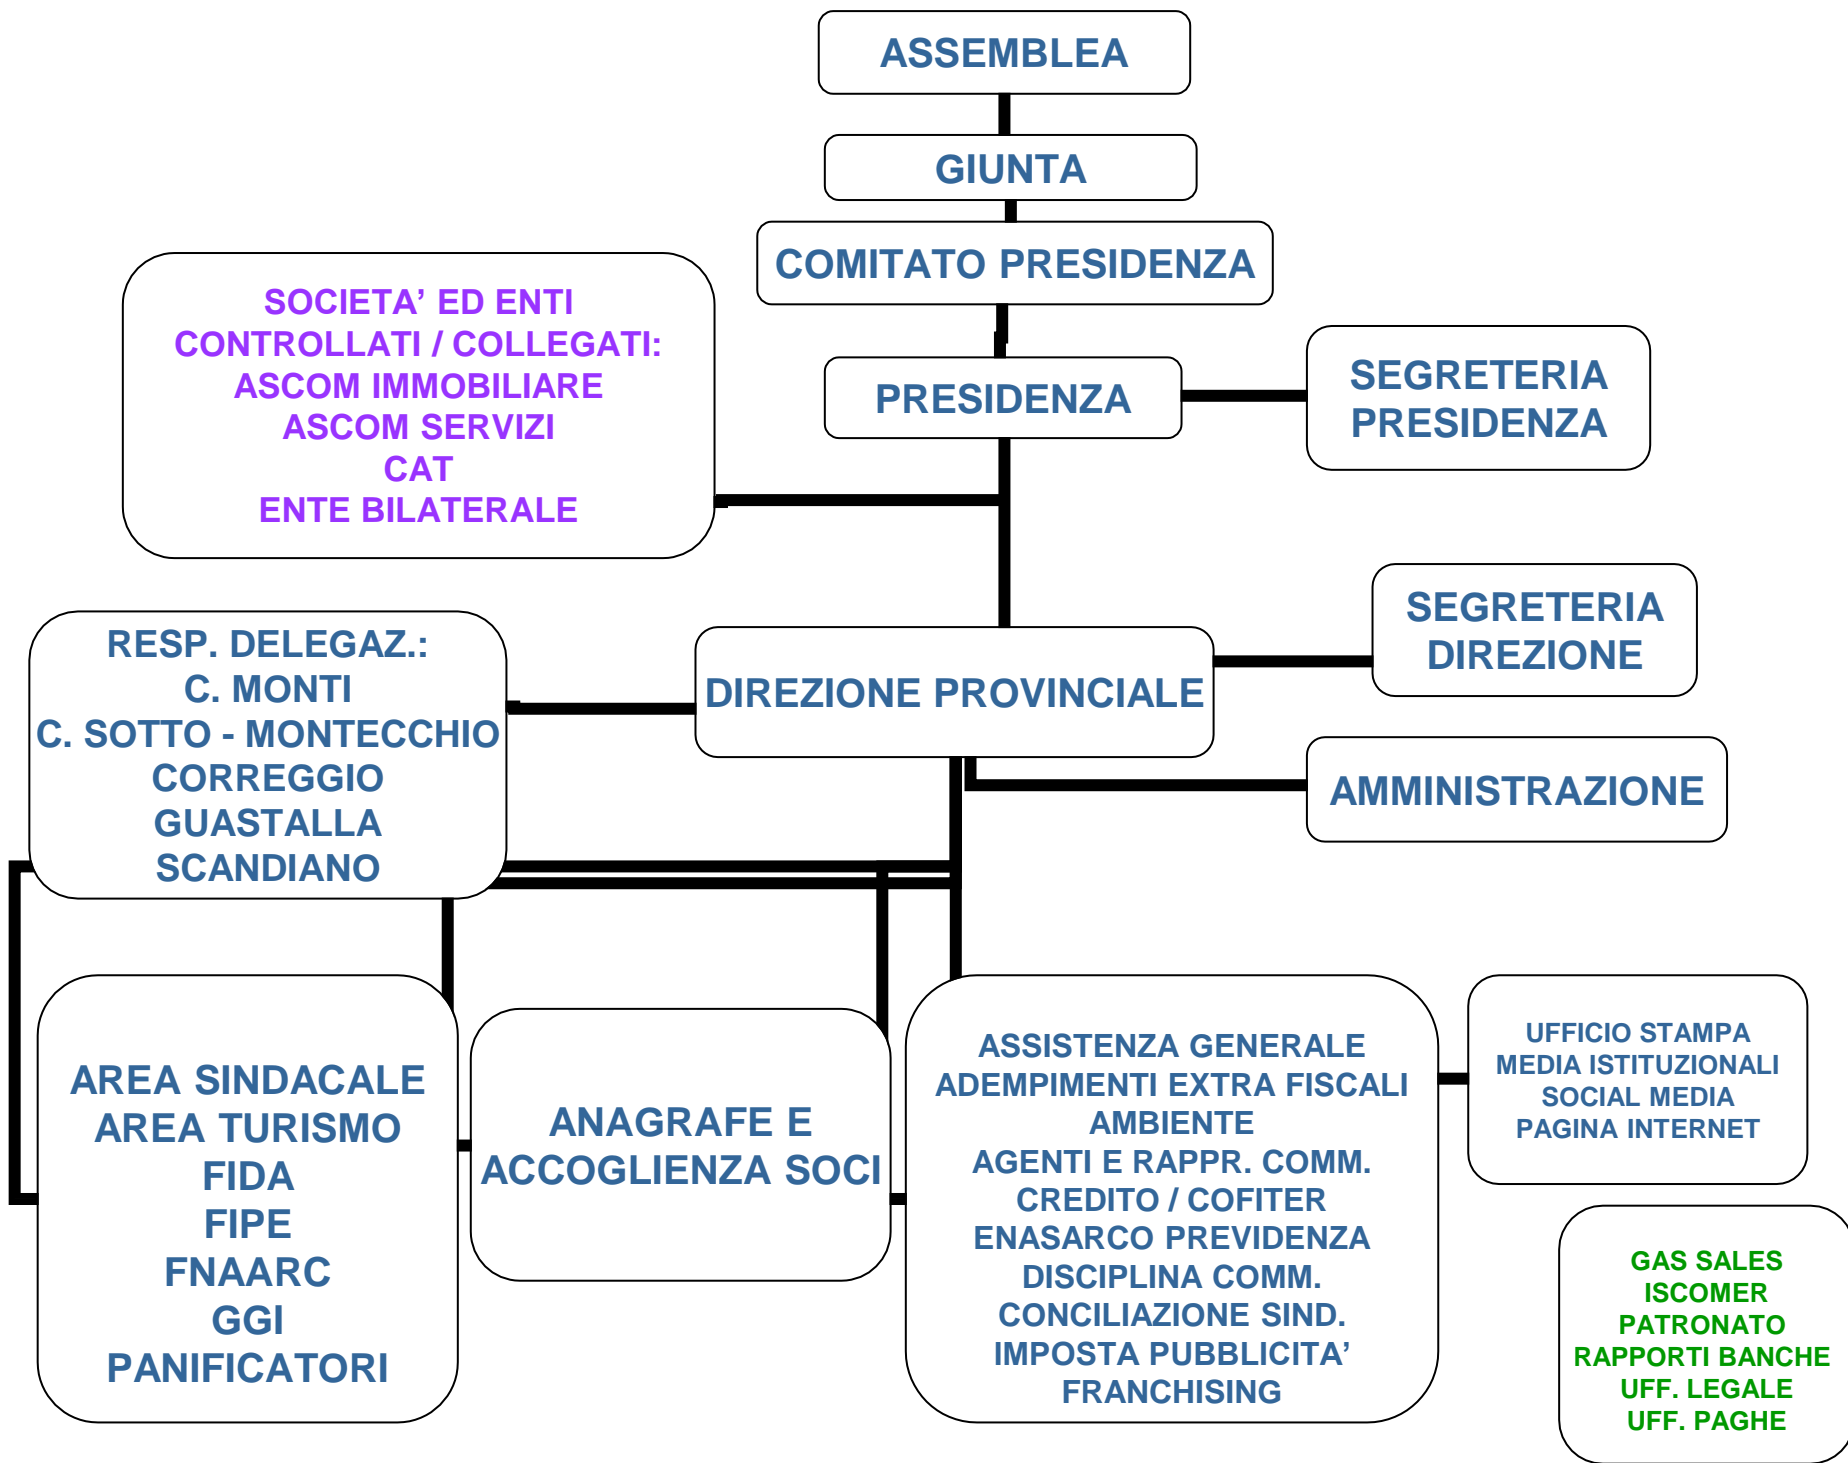 ASSEMBLEA
GIUNTA
COMITATO PRESIDENZA
SOCIETA’ ED ENTI
CONTROLLATI / COLLEGATI:
ASCOM IMMOBILIARE
ASCOM SERVIZI
CAT
ENTE BILATERALE
PRESIDENZA
SEGRETERIA
PRESIDENZA
RESP. DELEGAZ.:
C. MONTI
C. SOTTO - MONTECCHIO
CORREGGIO
GUASTALLA
SCANDIANO
DIREZIONE PROVINCIALE
SEGRETERIA
DIREZIONE
AMMINISTRAZIONE
AREA SINDACALE
AREA TURISMO
FIDA
FIPE
FNAARC
GGI
PANIFICATORI
ANAGRAFE E
ACCOGLIENZA SOCI
ASSISTENZA GENERALE
ADEMPIMENTI EXTRA FISCALI
AMBIENTE
AGENTI E RAPPR. COMM.
CREDITO / COFITER
ENASARCO PREVIDENZA
DISCIPLINA COMM.
CONCILIAZIONE SIND.
IMPOSTA PUBBLICITA’
FRANCHISING
UFFICIO STAMPA
MEDIA ISTITUZIONALI
SOCIAL MEDIA
PAGINA INTERNET
GAS SALES
ISCOMER
PATRONATO
RAPPORTI BANCHE
UFF. LEGALE
UFF. PAGHE